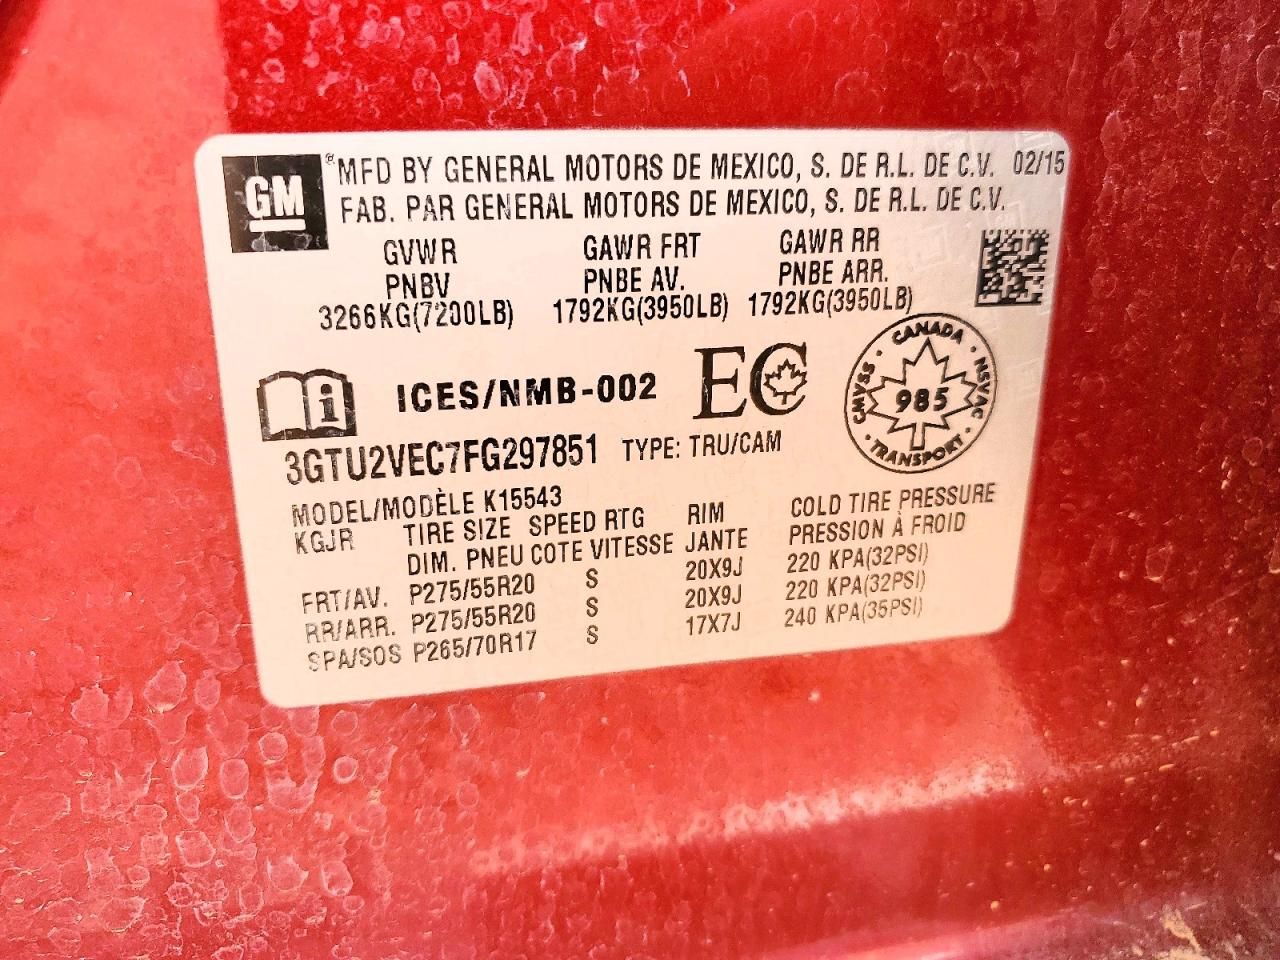 GM
® MFD BY GENERAL MOTORS DE MEXICO, S. DE R.L. DE C.V. 02/15
FAB. PAR GENERAL MOTORS DE MEXICO, S. DE R.L. DE C.V.
GVWR GAWR FRT GAWR RR
PNBV PNBE AV. PNBE ARR.
3266KG(7200LB) 1792KG(3950LB) 1792KG(3950LB)
i ICES/NMB-002 EC
CANADA · NSVAC · TRANSPORT · CMVSS ·
985
3GTU2VEC7FG297851 TYPE: TRU/CAM
MODEL/MODÈLE K15543
KGJR TIRE SIZE SPEED RTG RIM COLD TIRE PRESSURE
DIM. PNEU COTE VITESSE JANTE PRESSION À FROID
FRT/AV. P275/55R20 S 20X9J 220 KPA(32PSI)
RR/ARR. P275/55R20 S 20X9J 220 KPA(32PSI)
SPA/SOS P265/70R17 S 17X7J 240 KPA(35PSI)